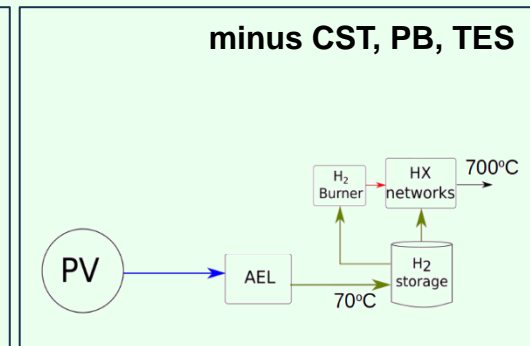 minus CST, PB, TES
H₂
Burner
HX
networks
700°C
PV
AEL
70°C
H₂
storage